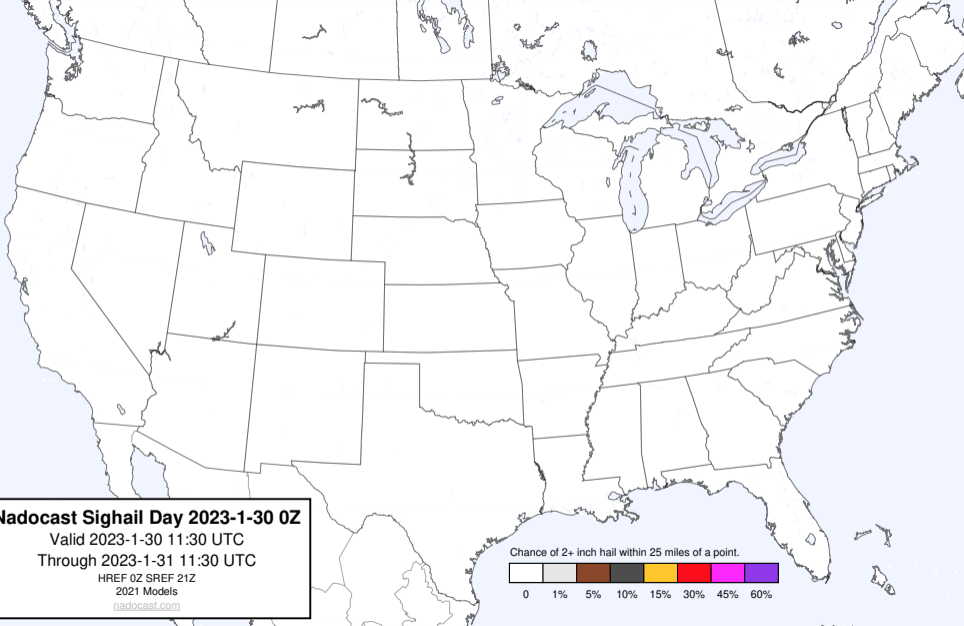 Nadocast Sighail Day 2023-1-30 0Z
Valid 2023-1-30 11:30 UTC
Through 2023-1-31 11:30 UTC
HREF 0Z SREF 21Z
2021 Models
nadocast.com
Chance of 2+ inch hail within 25 miles of a point.
0 1% 5% 10% 15% 30% 45% 60%